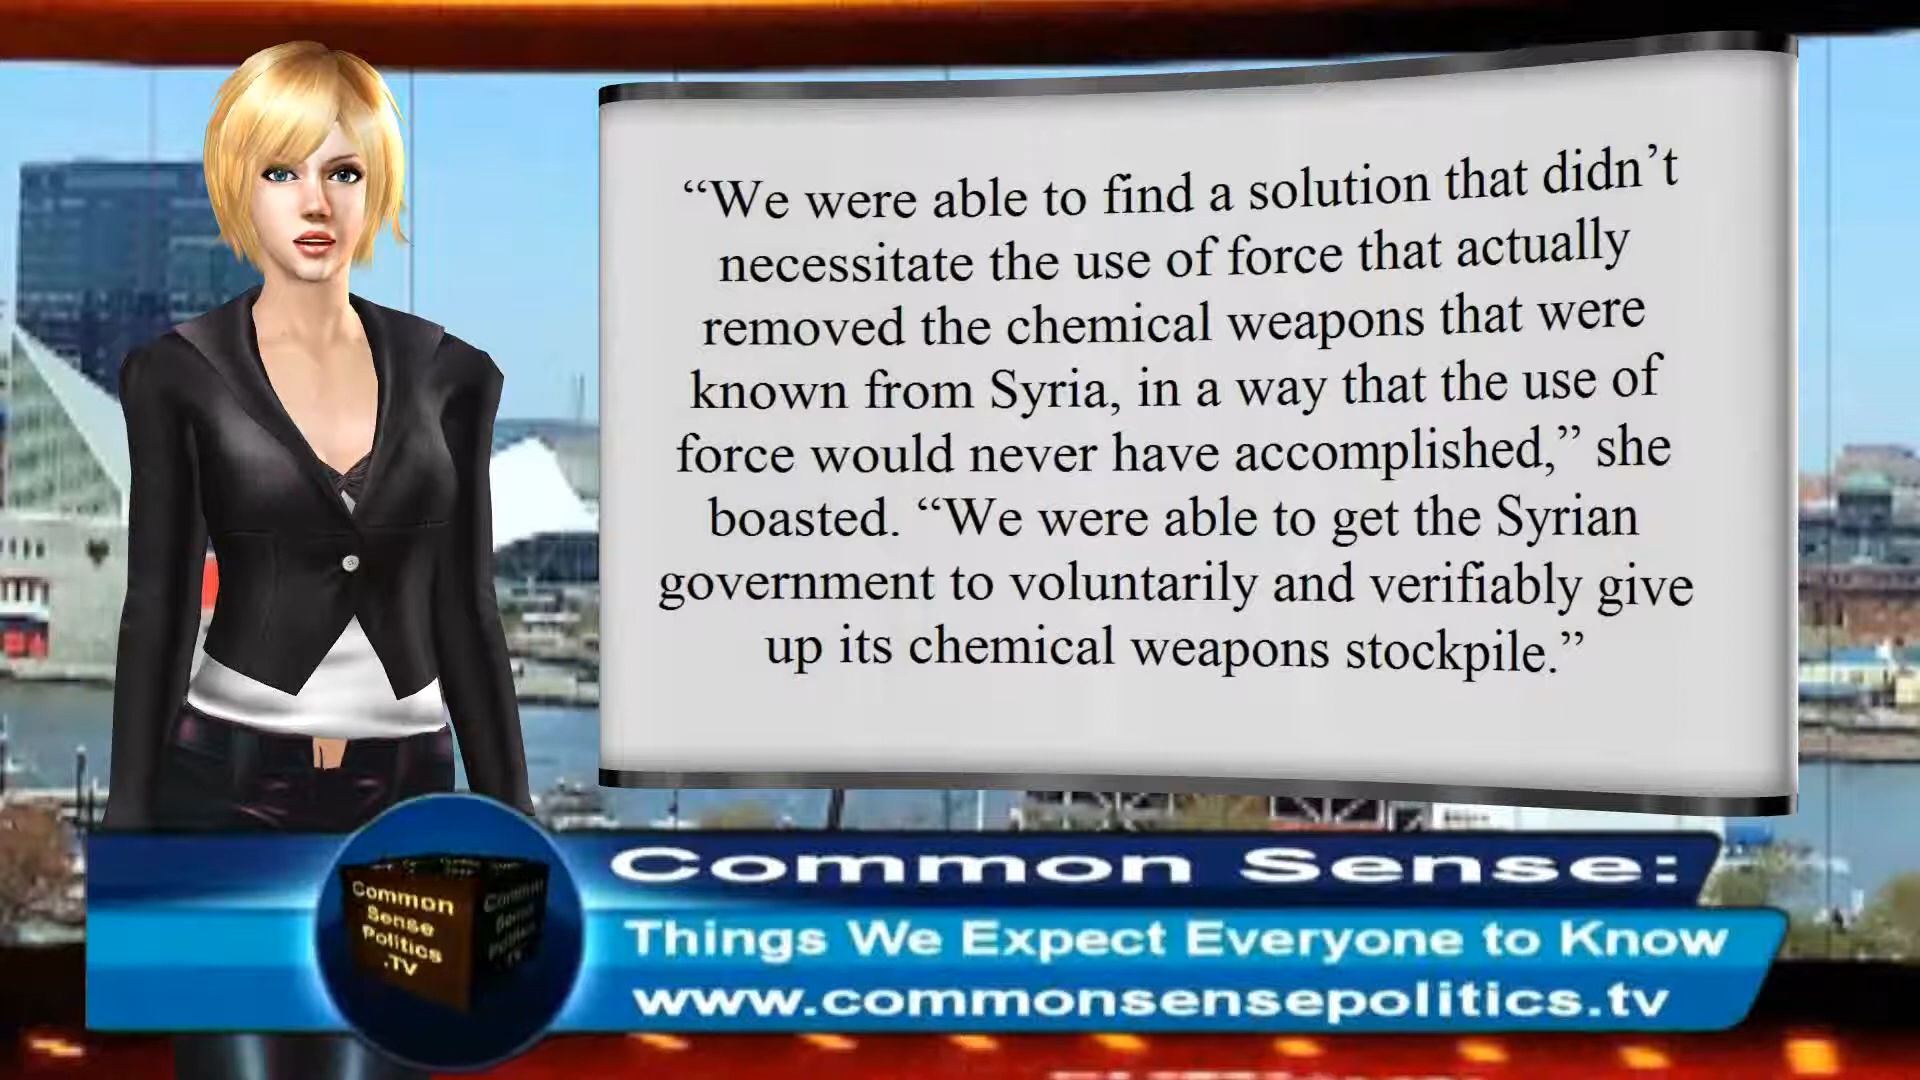 “We were able to find a solution that didn’t
necessitate the use of force that actually
removed the chemical weapons that were
known from Syria, in a way that the use of
force would never have accomplished,” she
boasted. “We were able to get the Syrian
government to voluntarily and verifiably give
up its chemical weapons stockpile.”
Common Sense:
Things We Expect Everyone to Know
www.commonsensepolitics.tv
Common
Sense
Politics
.TV